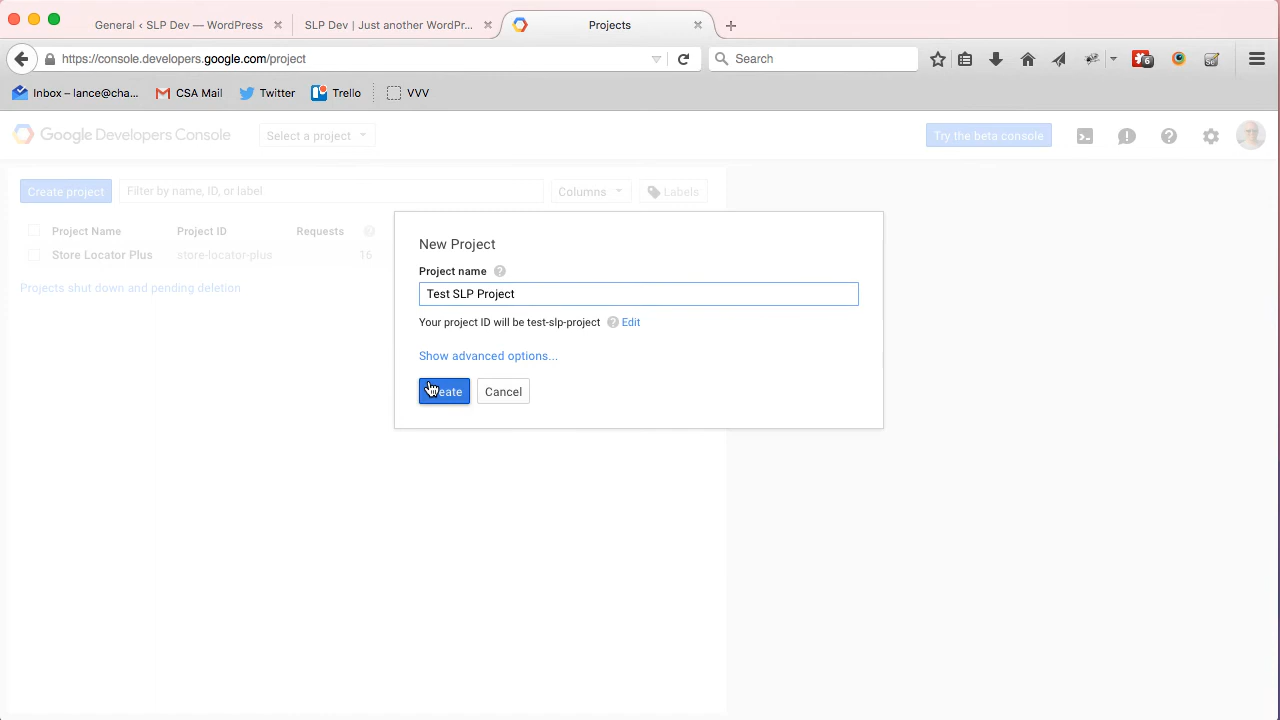 General ‹ SLP Dev — WordPress
SLP Dev | Just another WordPr...
Projects
https://console.developers.google.com/project
Search
6
Inbox – lance@cha...
CSA Mail
Twitter
Trello
VVV
Google Developers Console
Select a project
Try the beta console
Create project
Filter by name, ID, or label
Columns
Labels
Project Name
Project ID
Requests
Store Locator Plus
store-locator-plus
16
Projects shut down and pending deletion
New Project
Project name
Test SLP Project
Your project ID will be test-slp-project
Edit
Show advanced options...
Create
Cancel